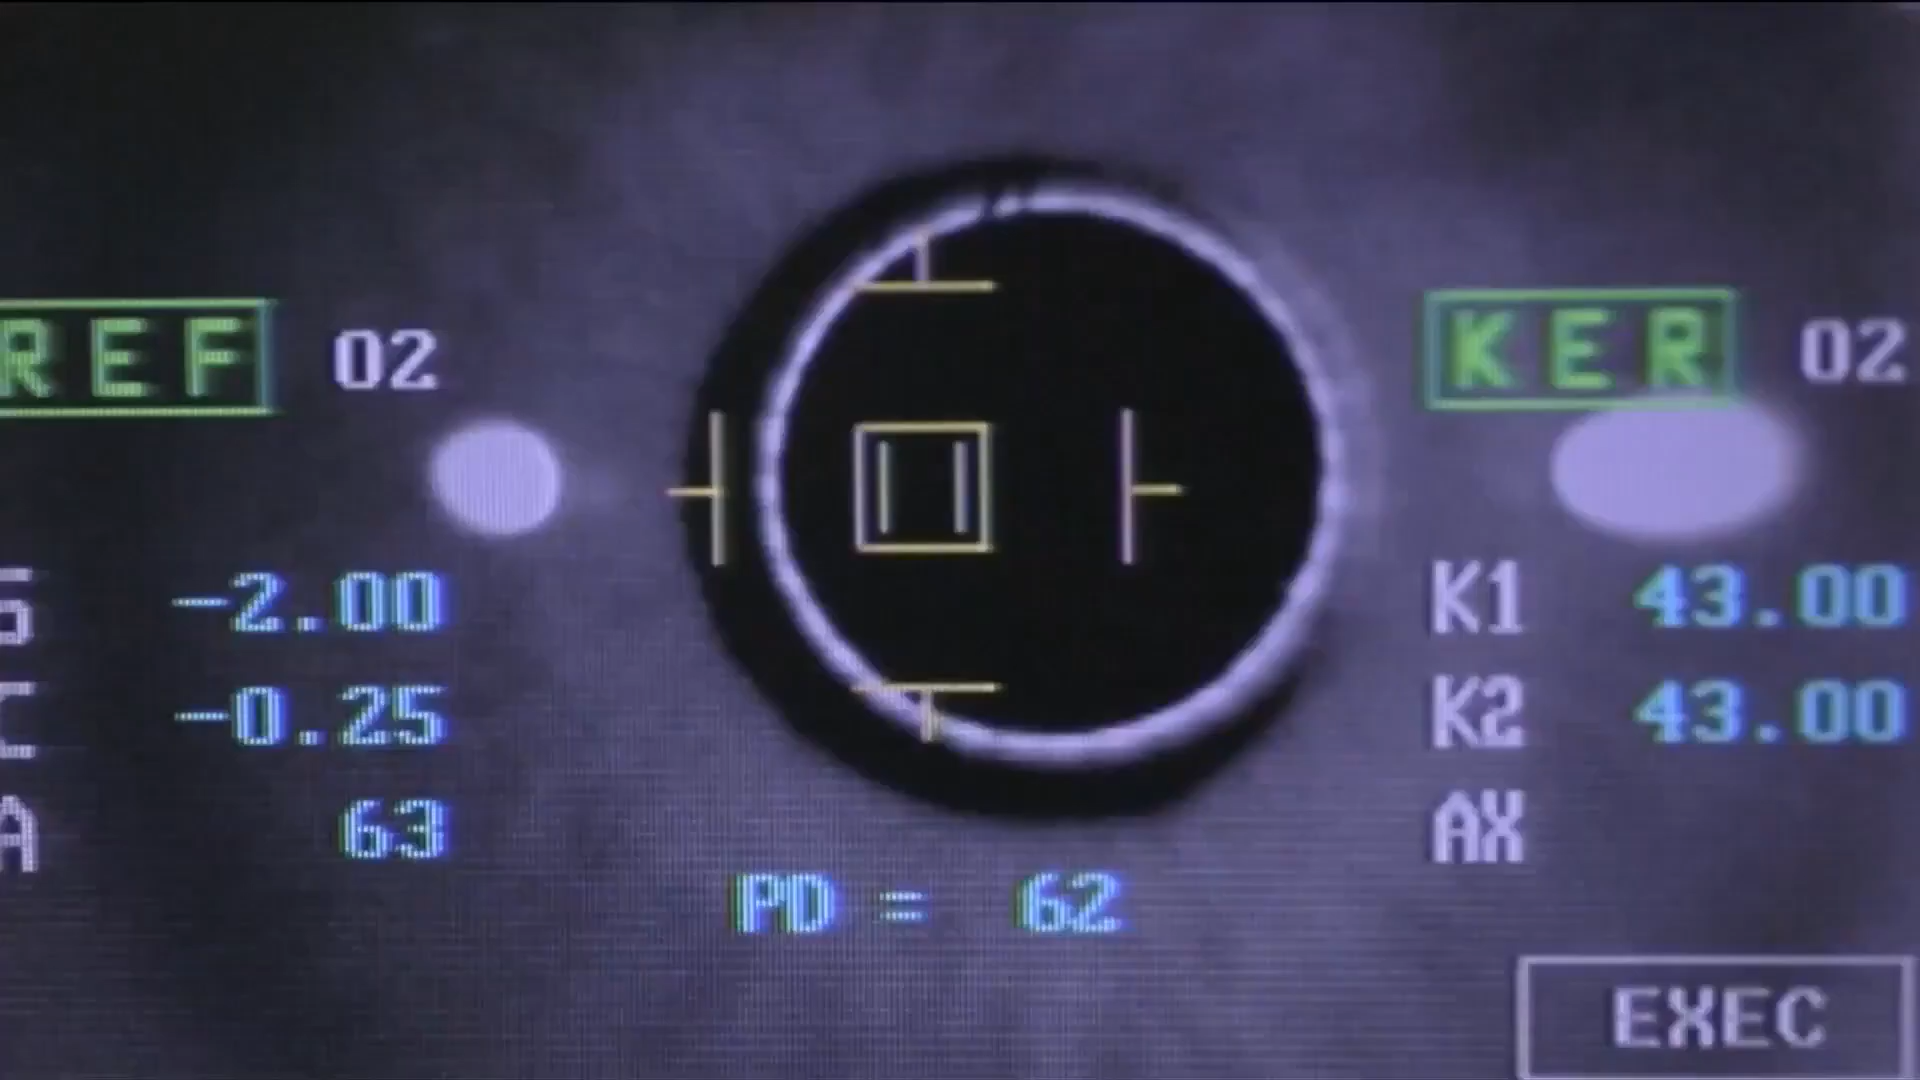 REF 02
KER 02
S -2.00
C -0.25
A 63
K1 43.00
K2 43.00
AX
PD = 62
EXEC